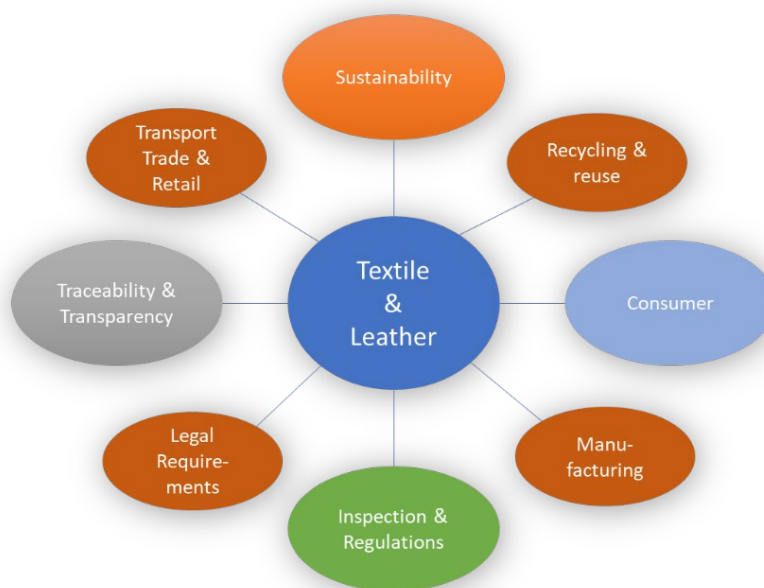 Sustainability
Transport
Trade &
Retail
Recycling &
reuse
Traceability &
Transparency
Textile
&
Leather
Consumer
Legal
Require-
ments
Manu-
facturing
Inspection &
Regulations